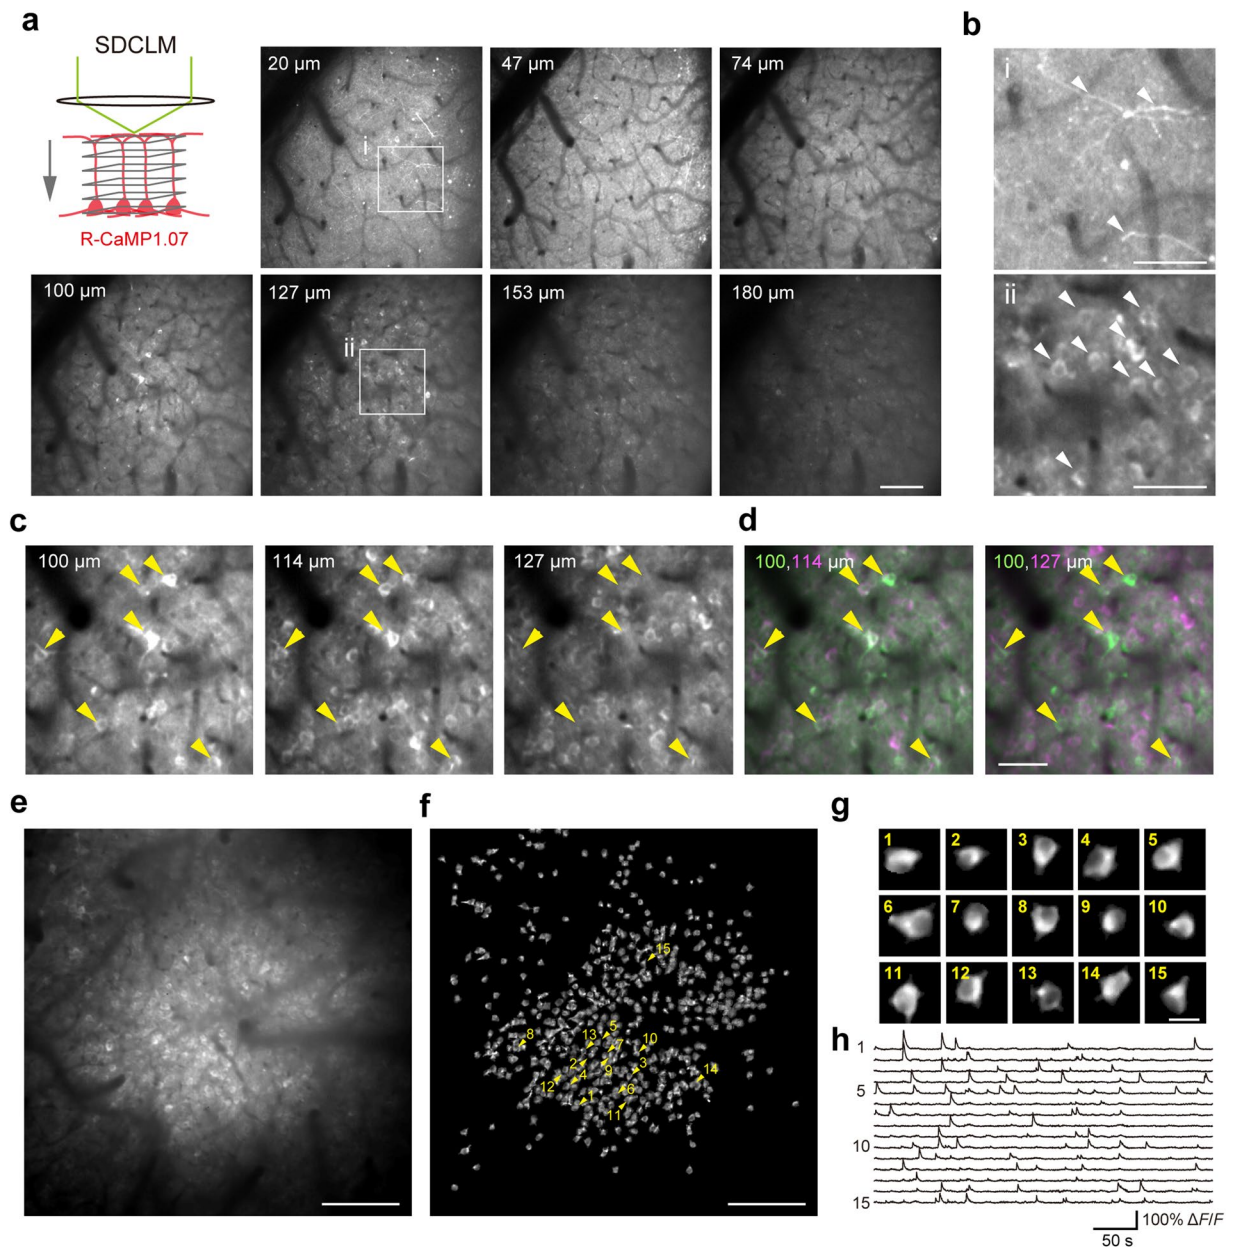 a
SDCLM
R-CaMP1.07
20 µm
i
47 µm
74 µm
100 µm
127 µm
ii
153 µm
180 µm
b
i
ii
c
100 µm
114 µm
127 µm
d
100,114 µm
100,127 µm
e
f
15
5
13
7
10
8
2
9
3
12
4
6
14
1
11
g
1 2 3 4 5
6 7 8 9 10
11 12 13 14 15
h
1
5
10
15
100% ΔF/F
50 s